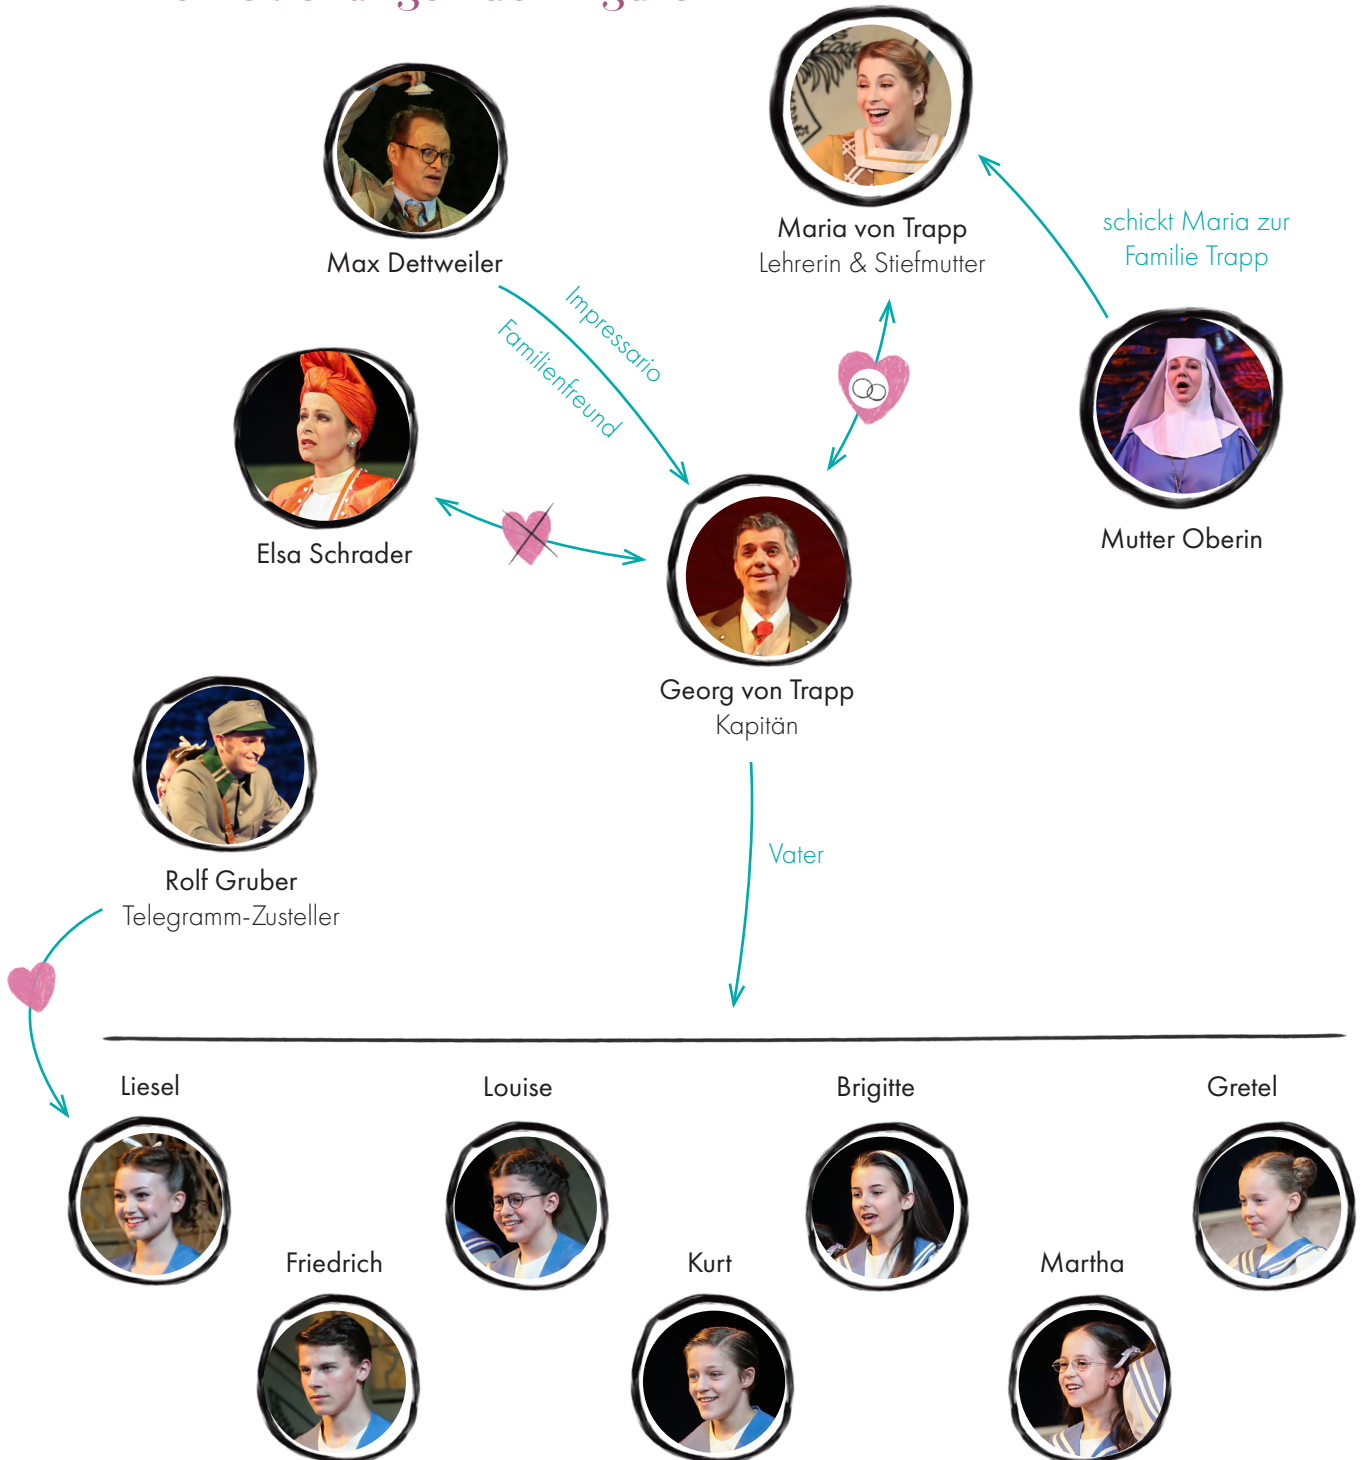 Max Dettweiler
Maria von Trapp
Lehrerin & Stiefmutter
schickt Maria zur
Familie Trapp
Impressario
Familienfreund
Elsa Schrader
Mutter Oberin
Georg von Trapp
Kapitän
Rolf Gruber
Telegramm-Zusteller
Vater
Liesel
Louise
Brigitte
Gretel
Friedrich
Kurt
Martha